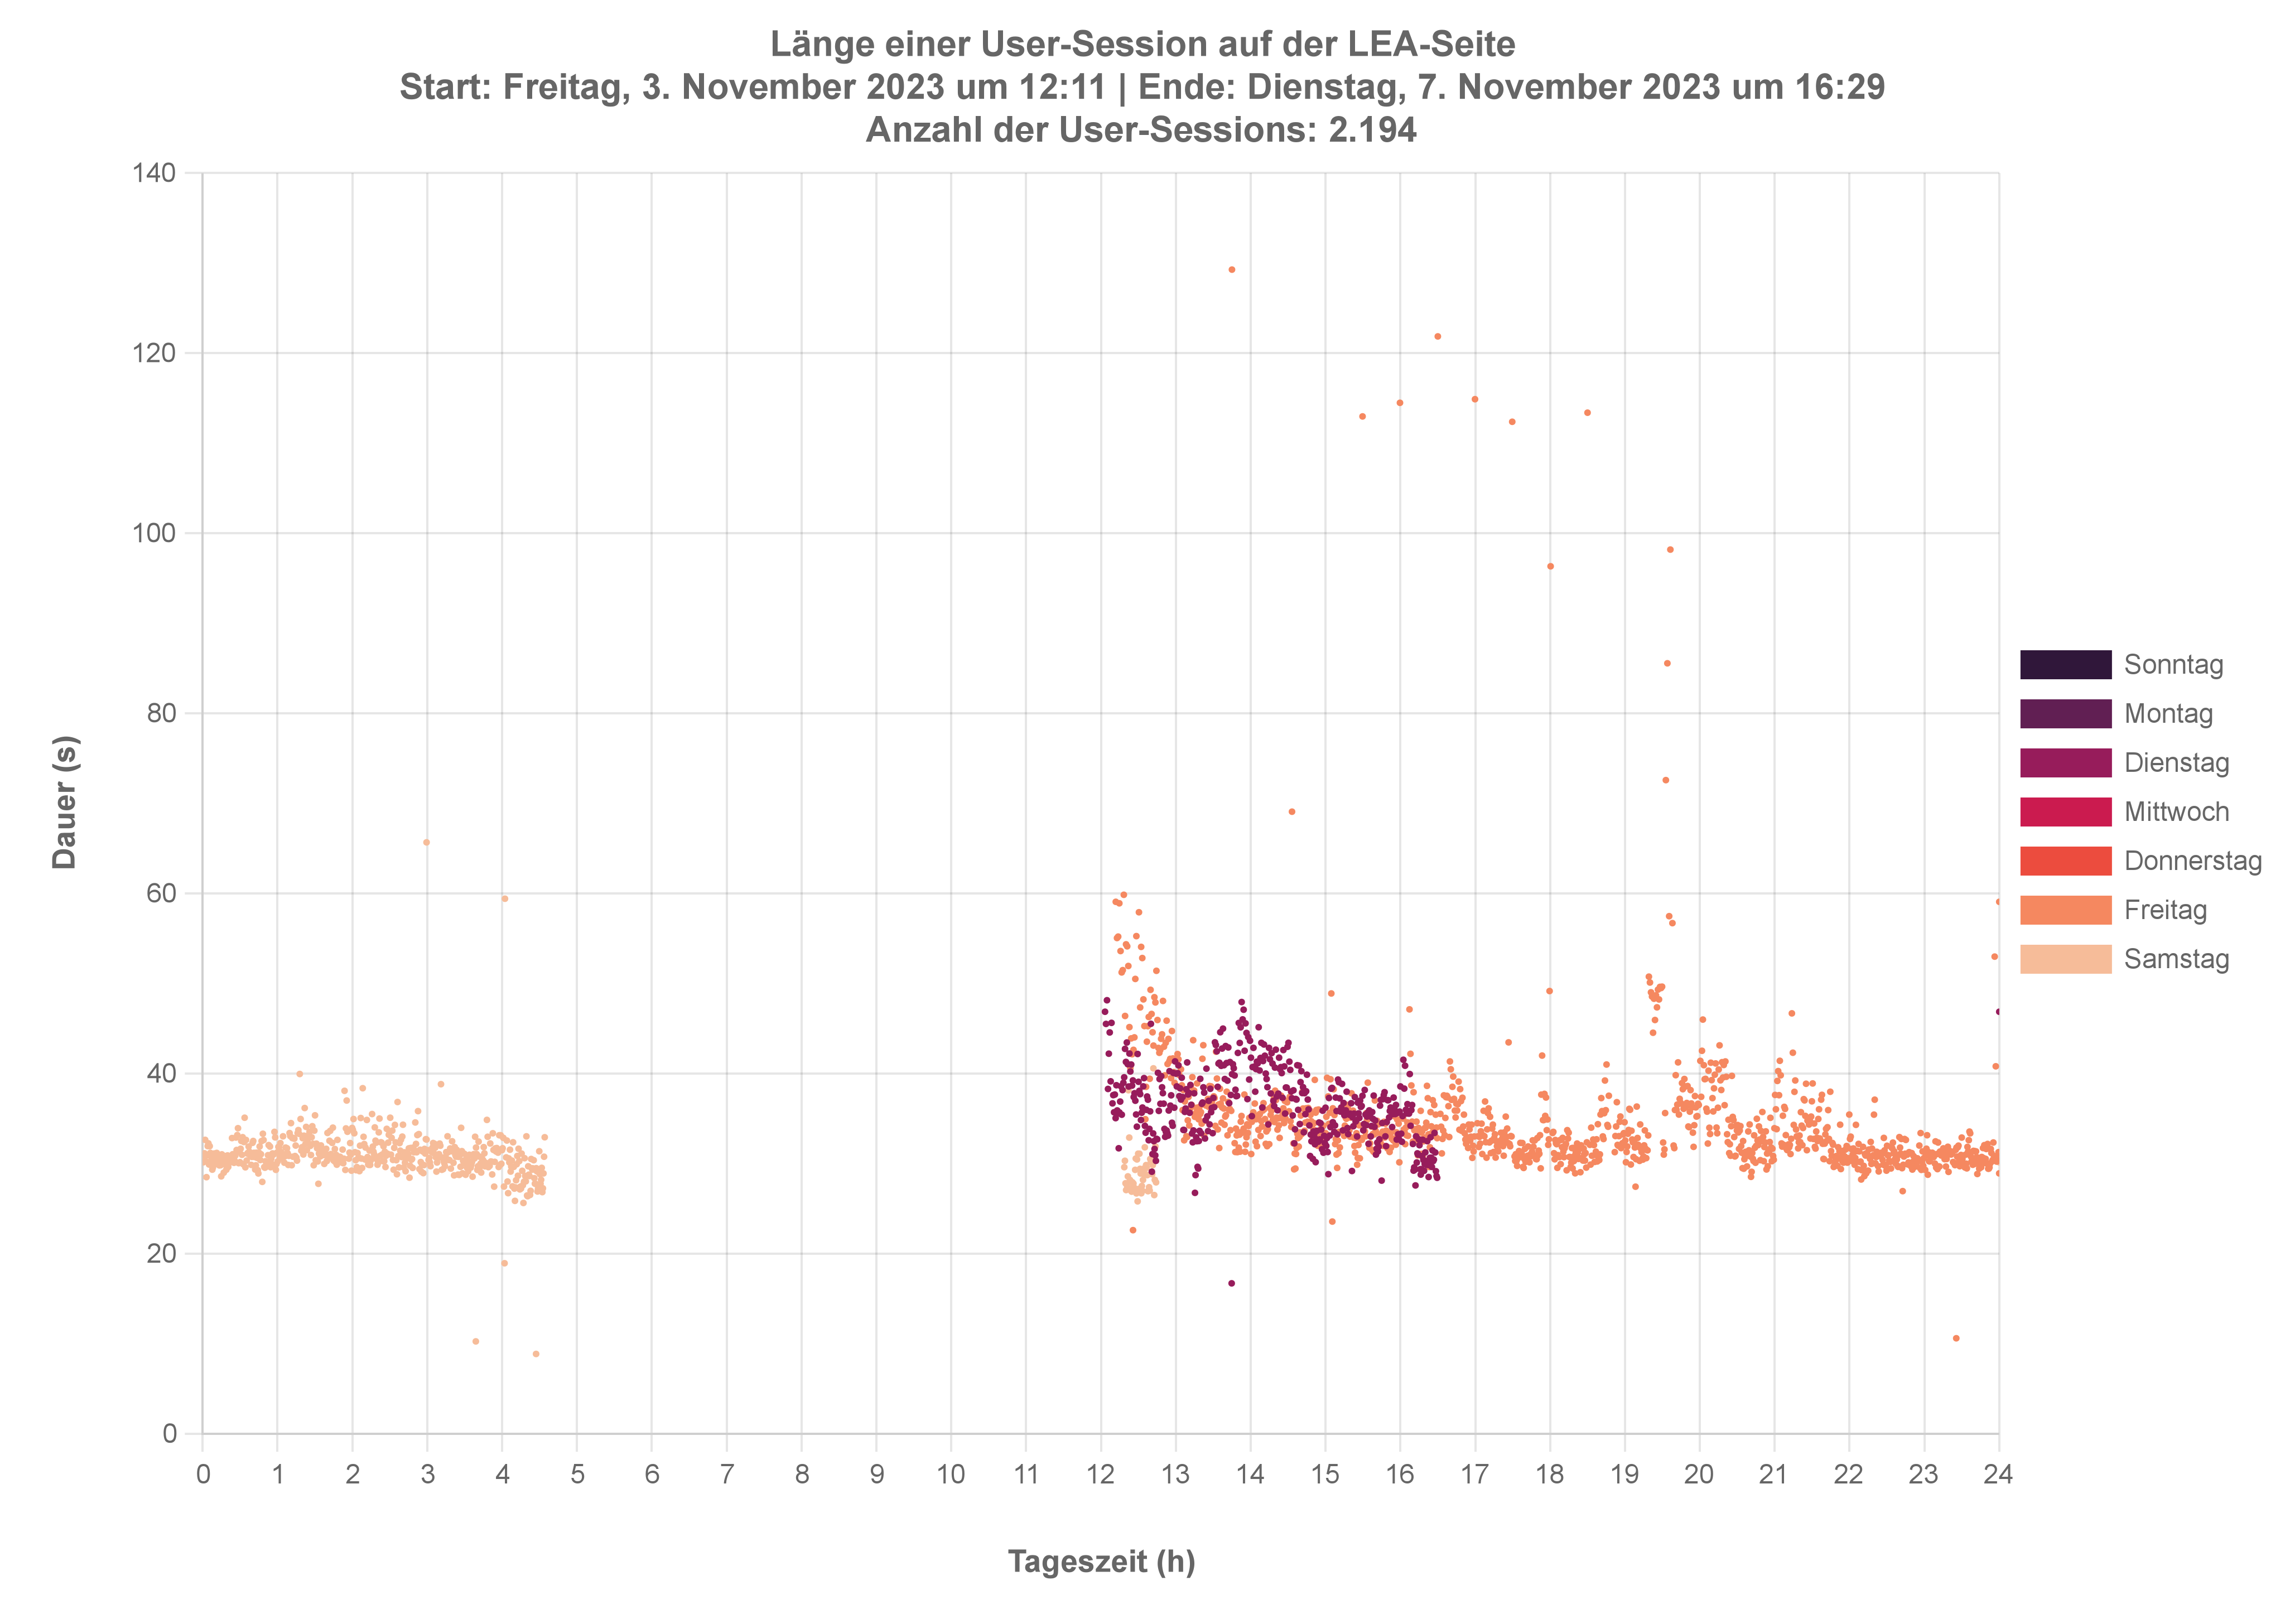 Länge einer User-Session auf der LEA-Seite
Start: Freitag, 3. November 2023 um 12:11 | Ende: Dienstag, 7. November 2023 um 16:29
Anzahl der User-Sessions: 2.194
140
120
100
80
60
40
20
0
Dauer (s)
0 1 2 3 4 5 6 7 8 9 10 11 12 13 14 15 16 17 18 19 20 21 22 23 24
Tageszeit (h)
Sonntag
Montag
Dienstag
Mittwoch
Donnerstag
Freitag
Samstag